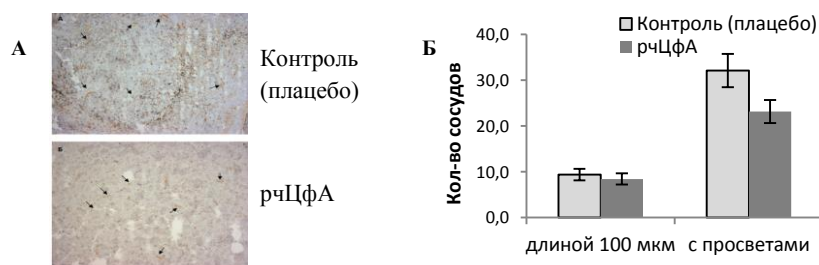 А
А
Контроль
(плацебо)
Б
рчЦфА
Б
Контроль (плацебо)
рчЦфА
Кол-во сосудов
40,0
30,0
20,0
10,0
0,0
длиной 100 мкм
с просветами